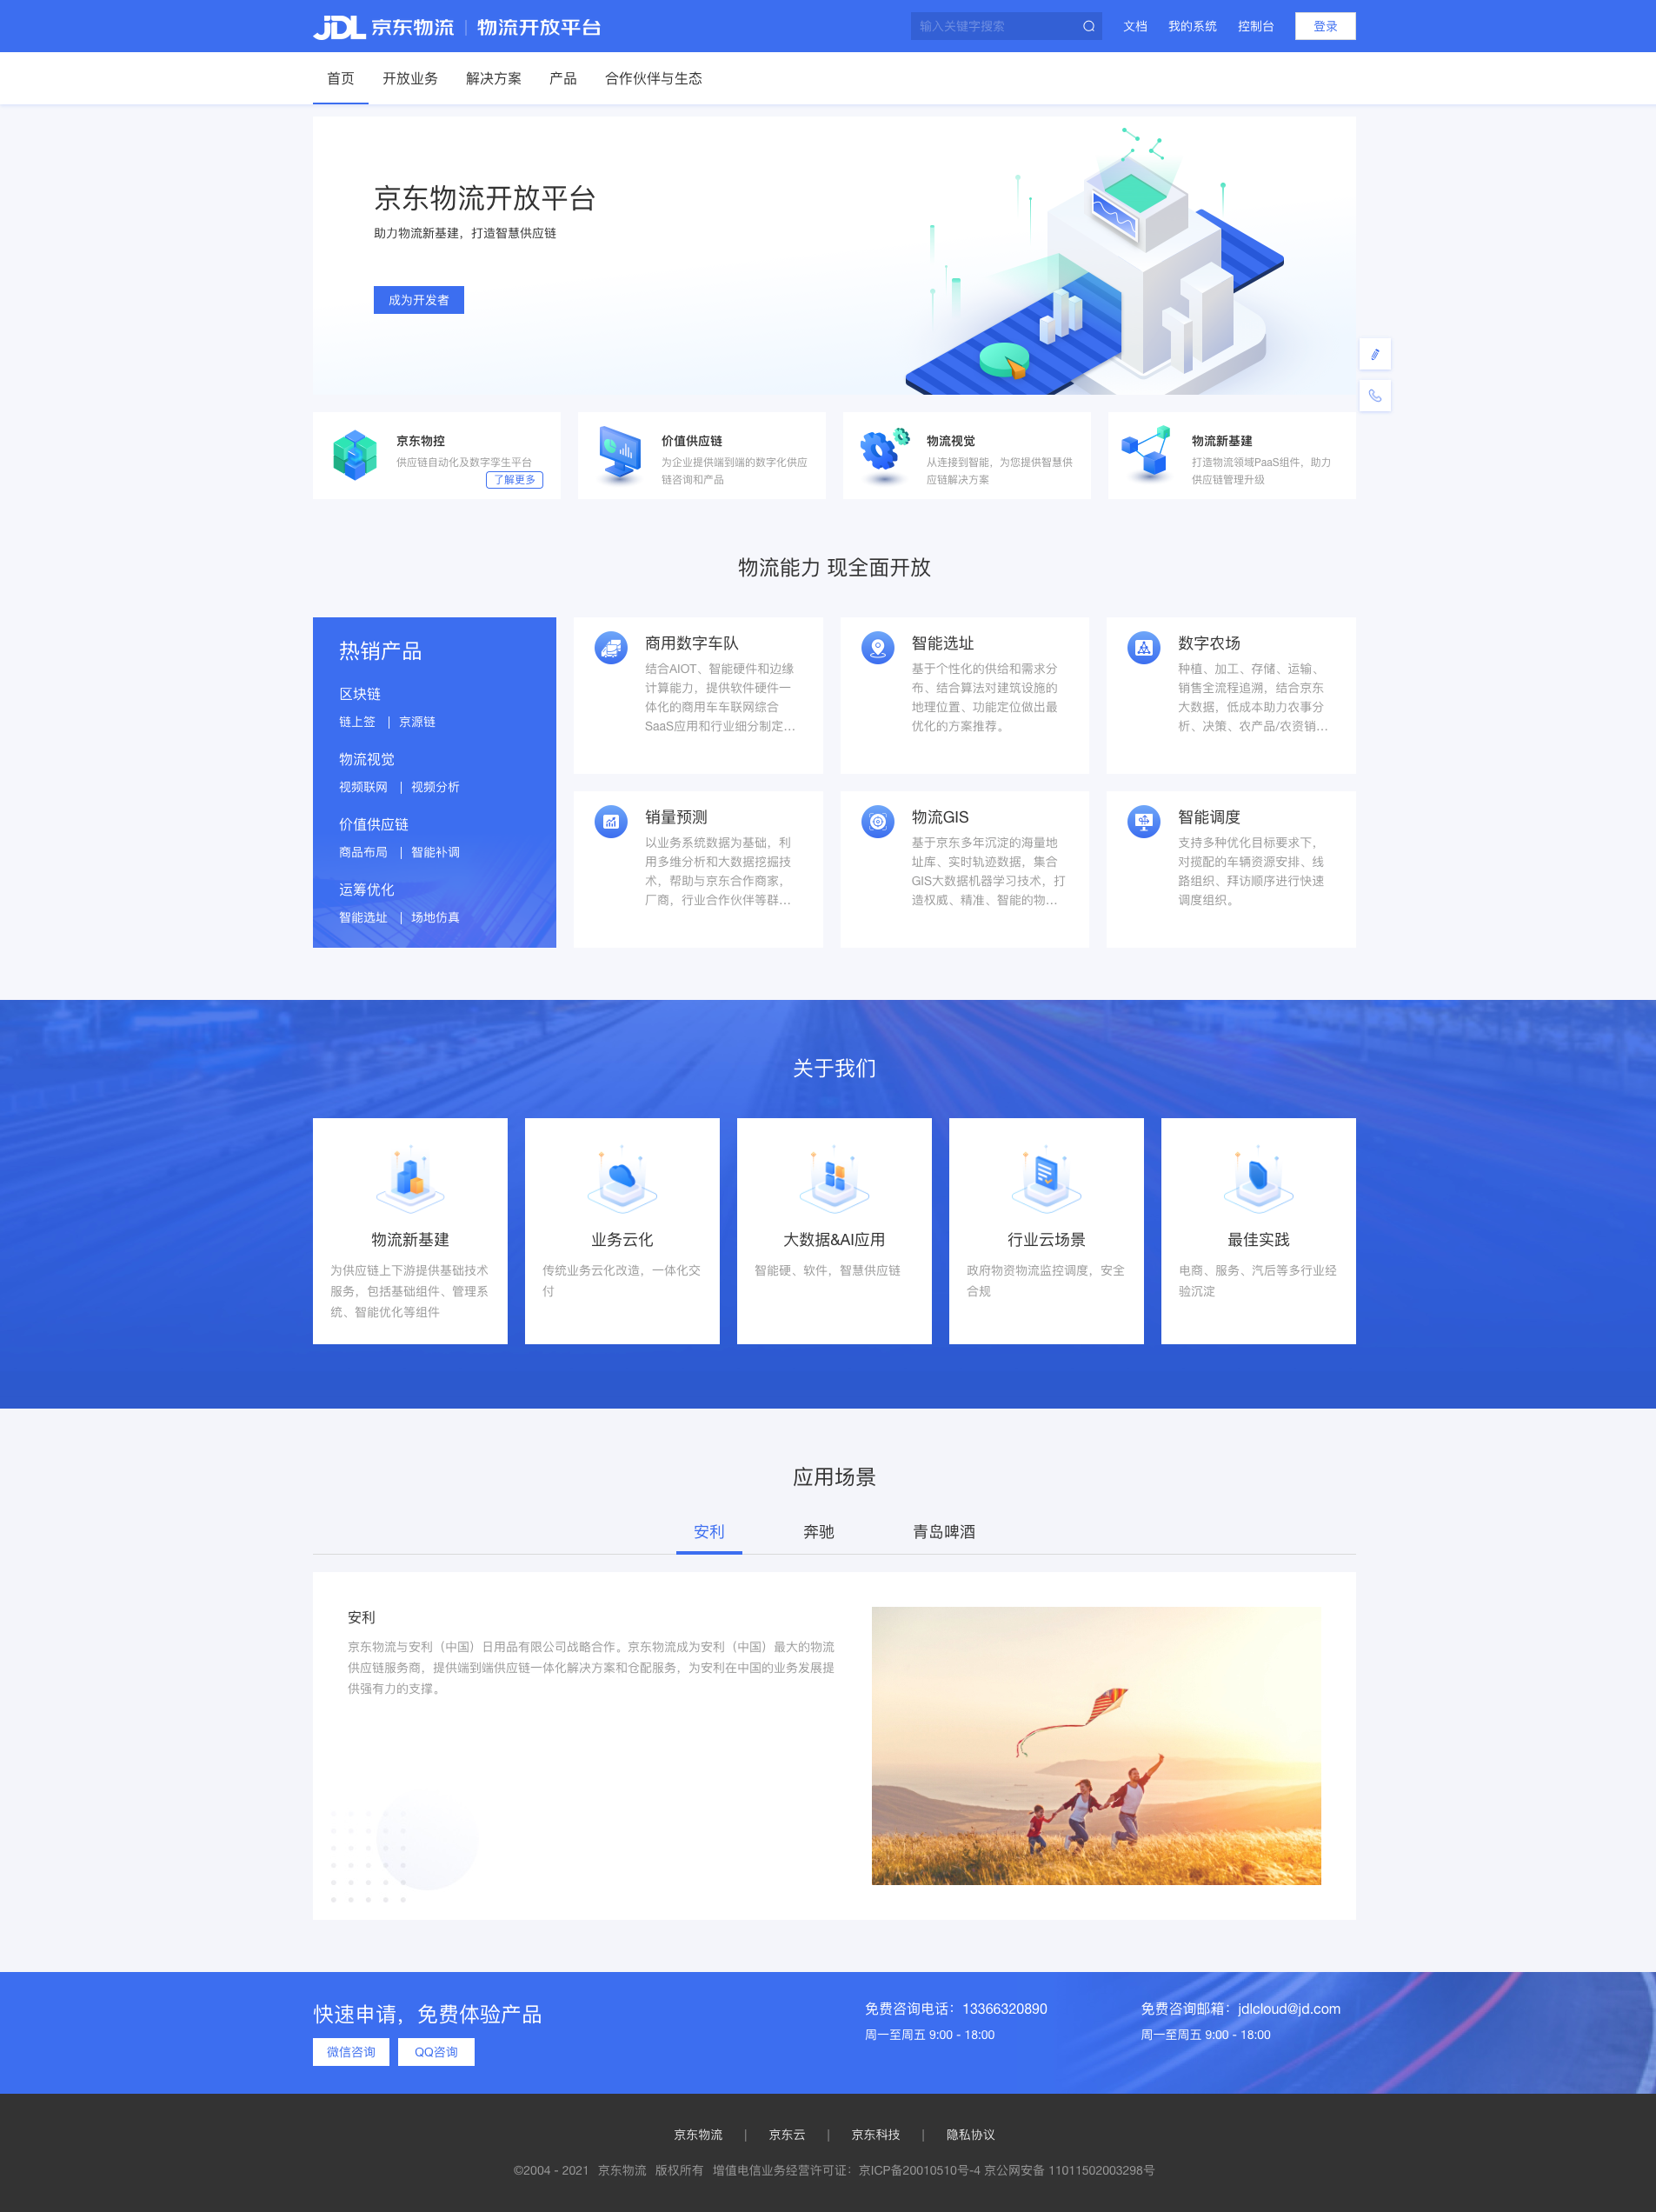 JDL 京东物流 | 物流开放平台
输入关键字搜索
文档 我的系统 控制台 登录
首页 开放业务 解决方案 产品 合作伙伴与生态
京东物流开放平台
助力物流新基建，打造智慧供应链
成为开发者
京东物控
供应链自动化及数字孪生平台
了解更多
价值供应链
为企业提供端到端的数字化供应
链咨询和产品
物流视觉
从连接到智能，为您提供智慧供
应链解决方案
物流新基建
打造物流领域PaaS组件，助力
供应链管理升级
物流能力 现全面开放
热销产品
区块链
链上签 | 京源链
物流视觉
视频联网 | 视频分析
价值供应链
商品布局 | 智能补调
运筹优化
智能选址 | 场地仿真
商用数字车队
结合AIOT、智能硬件和边缘
计算能力，提供软件硬件一
体化的商用车车联网综合
SaaS应用和行业细分制定...
智能选址
基于个性化的供给和需求分
布、结合算法对建筑设施的
地理位置、功能定位做出最
优化的方案推荐。
数字农场
种植、加工、存储、运输、
销售全流程追溯，结合京东
大数据，低成本助力农事分
析、决策、农产品/农资销...
销量预测
以业务系统数据为基础，利
用多维分析和大数据挖掘技
术，帮助与京东合作商家，
厂商，行业合作伙伴等群...
物流GIS
基于京东多年沉淀的海量地
址库、实时轨迹数据，集合
GIS大数据机器学习技术，打
造权威、精准、智能的物...
智能调度
支持多种优化目标要求下，
对揽配的车辆资源安排、线
路组织、拜访顺序进行快速
调度组织。
关于我们
物流新基建
为供应链上下游提供基础技术
服务，包括基础组件、管理系
统、智能优化等组件
业务云化
传统业务云化改造，一体化交
付
大数据&AI应用
智能硬、软件，智慧供应链
行业云场景
政府物资物流监控调度，安全
合规
最佳实践
电商、服务、汽后等多行业经
验沉淀
应用场景
安利 奔驰 青岛啤酒
安利
京东物流与安利（中国）日用品有限公司战略合作。京东物流成为安利（中国）最大的物流
供应链服务商，提供端到端供应链一体化解决方案和仓配服务，为安利在中国的业务发展提
供强有力的支撑。
快速申请，免费体验产品
微信咨询 QQ咨询
免费咨询电话：13366320890
周一至周五 9:00 - 18:00
免费咨询邮箱：jdlcloud@jd.com
周一至周五 9:00 - 18:00
京东物流 | 京东云 | 京东科技 | 隐私协议
©2004 - 2021 京东物流 版权所有 增值电信业务经营许可证：京ICP备20010510号-4 京公网安备 11011502003298号